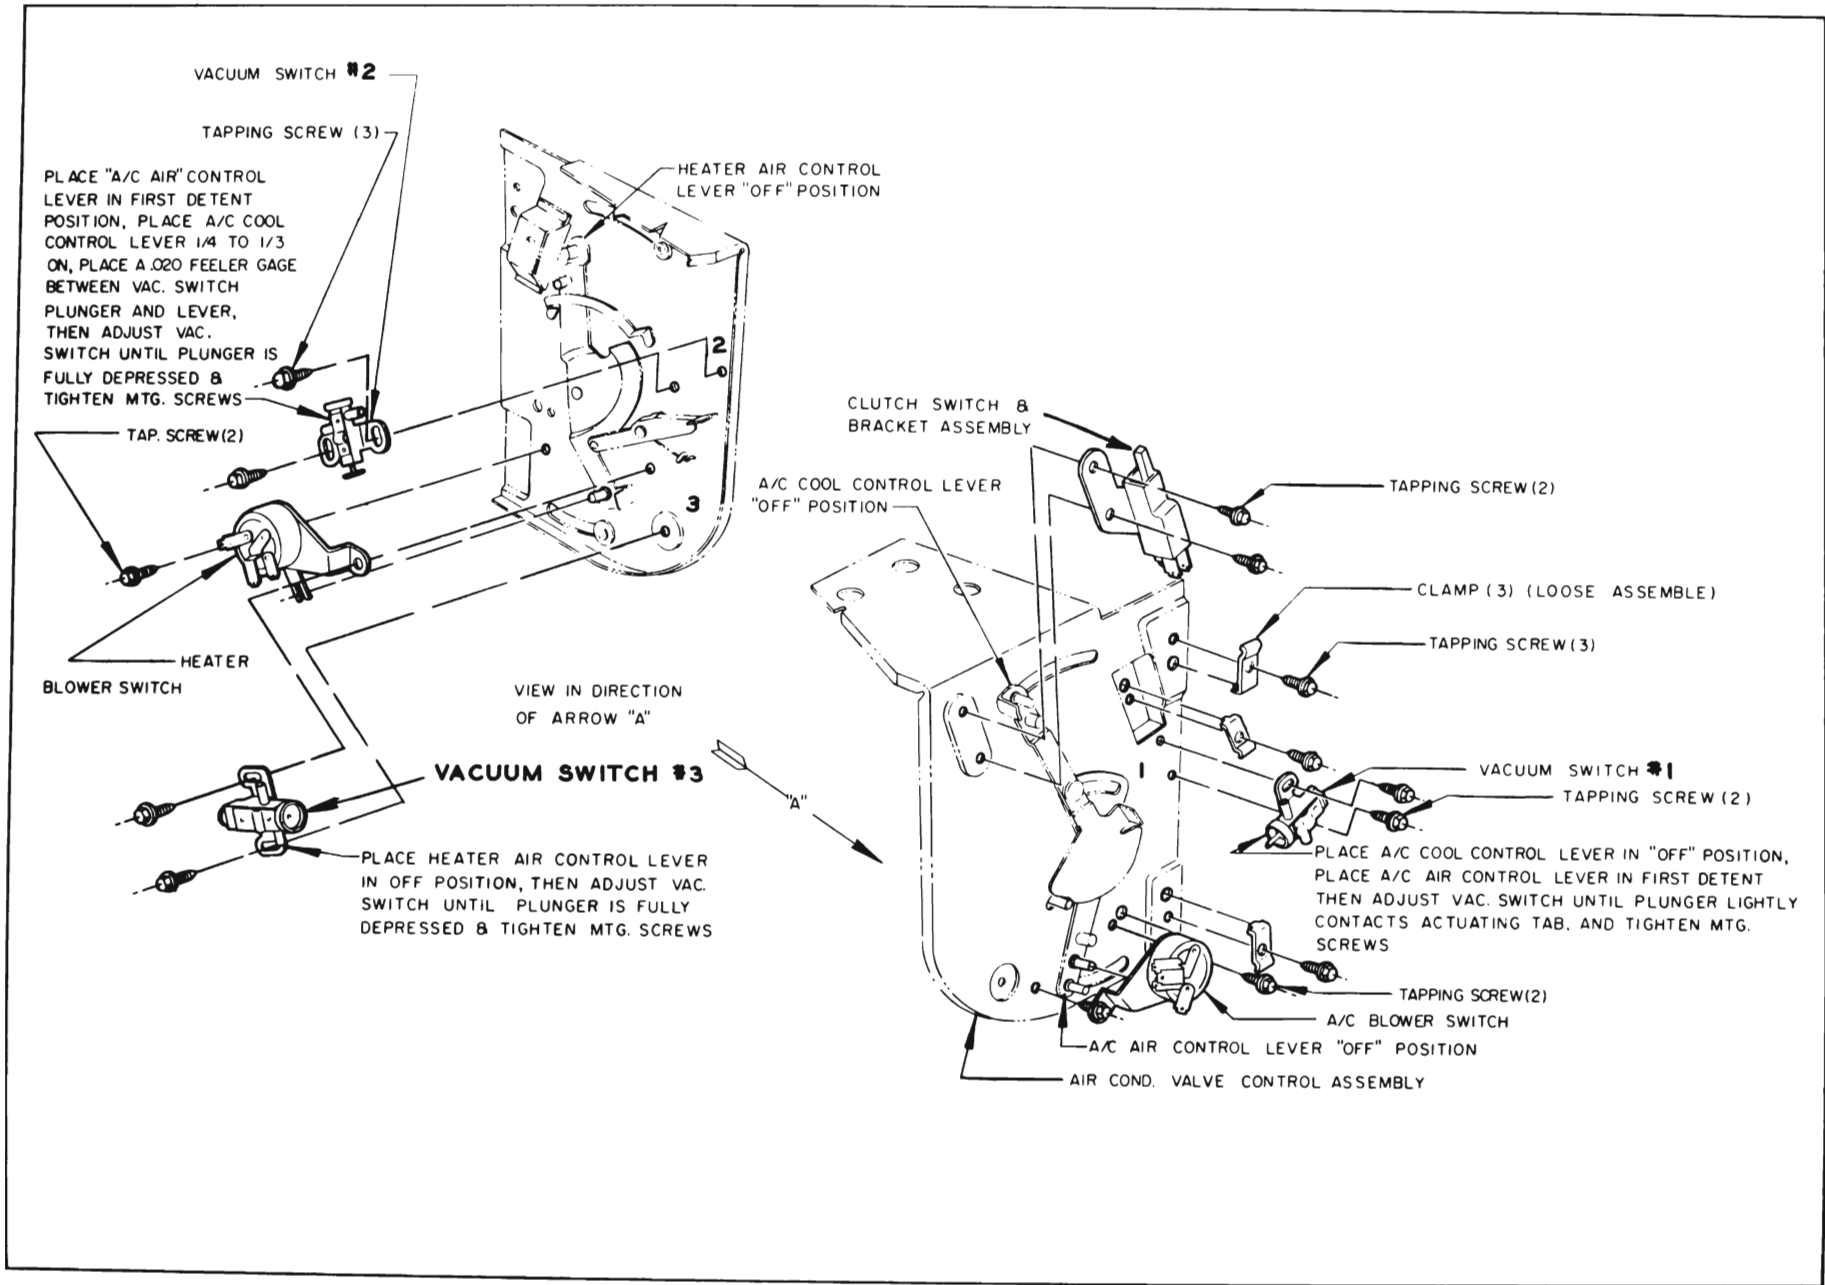 VACUUM SWITCH #2
TAPPING SCREW (3)
PLACE "A/C AIR" CONTROL
LEVER IN FIRST DETENT
POSITION, PLACE A/C COOL
CONTROL LEVER 1/4 TO 1/3
ON, PLACE A .020 FEELER GAGE
BETWEEN VAC. SWITCH
PLUNGER AND LEVER,
THEN ADJUST VAC.
SWITCH UNTIL PLUNGER IS
FULLY DEPRESSED &
TIGHTEN MTG. SCREWS
TAP. SCREW(2)
HEATER
BLOWER SWITCH
HEATER AIR CONTROL
LEVER "OFF" POSITION
2
3
VIEW IN DIRECTION
OF ARROW "A"
VACUUM SWITCH #3
"A"
PLACE HEATER AIR CONTROL LEVER
IN OFF POSITION, THEN ADJUST VAC.
SWITCH UNTIL PLUNGER IS FULLY
DEPRESSED & TIGHTEN MTG. SCREWS
CLUTCH SWITCH &
BRACKET ASSEMBLY
A/C COOL CONTROL LEVER
"OFF" POSITION
TAPPING SCREW(2)
CLAMP (3) (LOOSE ASSEMBLE)
TAPPING SCREW(3)
1
VACUUM SWITCH #1
TAPPING SCREW (2)
PLACE A/C COOL CONTROL LEVER IN "OFF" POSITION,
PLACE A/C AIR CONTROL LEVER IN FIRST DETENT
THEN ADJUST VAC. SWITCH UNTIL PLUNGER LIGHTLY
CONTACTS ACTUATING TAB, AND TIGHTEN MTG.
SCREWS
TAPPING SCREW(2)
A/C BLOWER SWITCH
A/C AIR CONTROL LEVER "OFF" POSITION
AIR COND. VALVE CONTROL ASSEMBLY